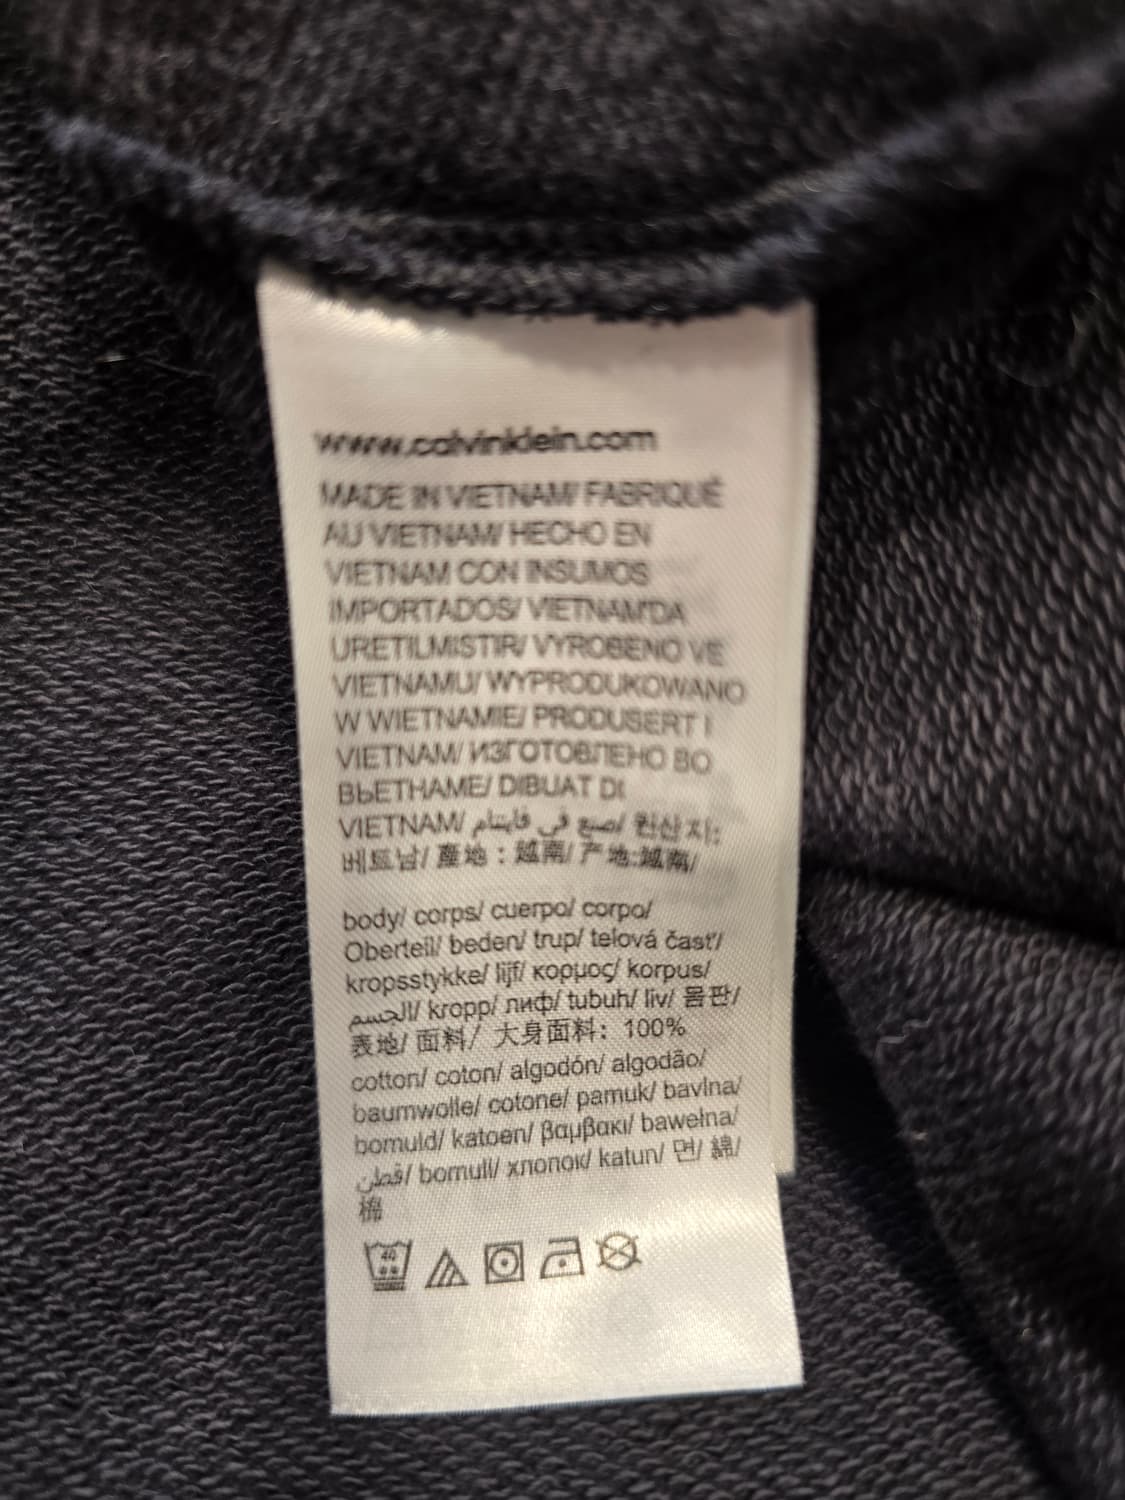 www.calvinklein.com
MADE IN VIETNAM/ FABRIQUÉ
AU VIETNAM/ HECHO EN
VIETNAM CON INSUMOS
IMPORTADOS/ VIETNAM'DA
URETILMISTIR/ VYROBENO VE
VIETNAMU/ WYPRODUKOWANO
W WIETNAMIE/ PRODUSERT I
VIETNAM/ ИЗГОТОВЛЕНО ВО
ВЬЕТНАМЕ/ DIBUAT DI
VIETNAM/ صنع في فايتنام/ 원산지:
베트남/ 產地：越南/ 产地:越南/
body/ corps/ cuerpo/ corpo/
Oberteil/ beden/ trup/ telová časť/
kropsstykke/ lijf/ κορμος/ korpus/
الجسم/ kropp/ лиф/ tubuh/ liv/ 몸판/
表地/ 面料/ 大身面料: 100%
cotton/ coton/ algodón/ algodão/
baumwolle/ cotone/ pamuk/ bavlna/
bomuld/ katoen/ βαμβακι/ bawełna/
قطن/ bomull/ хлопок/ katun/ 면/ 綿/
棉
40